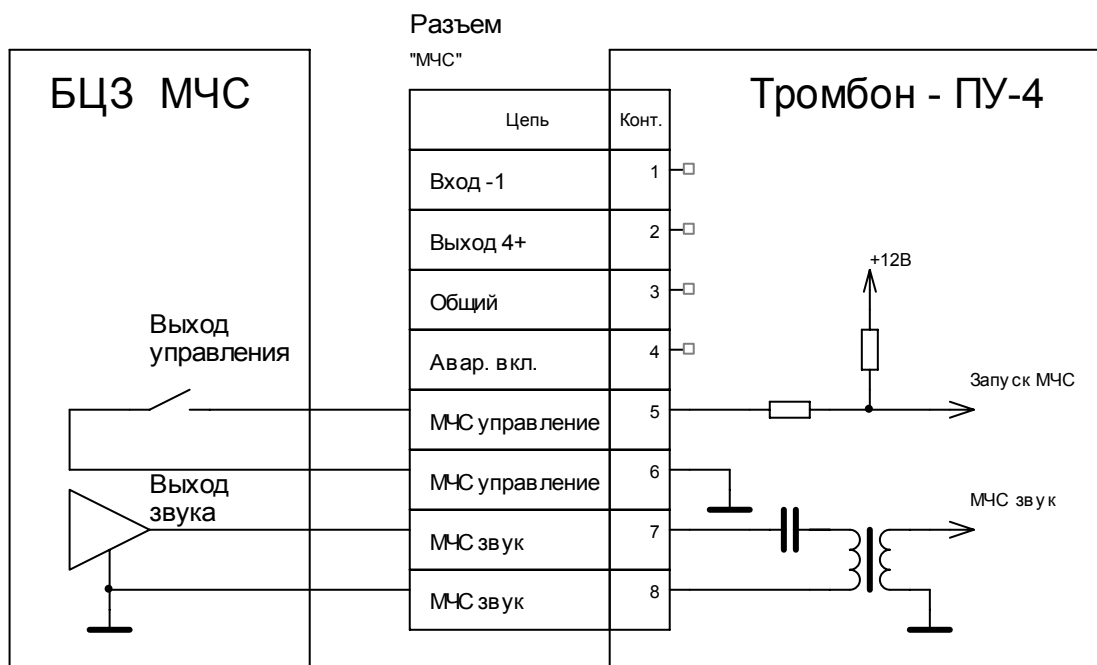 Разъем
"МЧС"
БЦЗ МЧС
Тромбон - ПУ-4
Цепь Конт.
Вход -1 1
Выход 4+ 2
+12В
Общий 3
Выход
управления
Авар. вкл. 4
Запуск МЧС
МЧС управление 5
МЧС управление 6
Выход
звука
МЧС звук
МЧС звук 7
МЧС звук 8